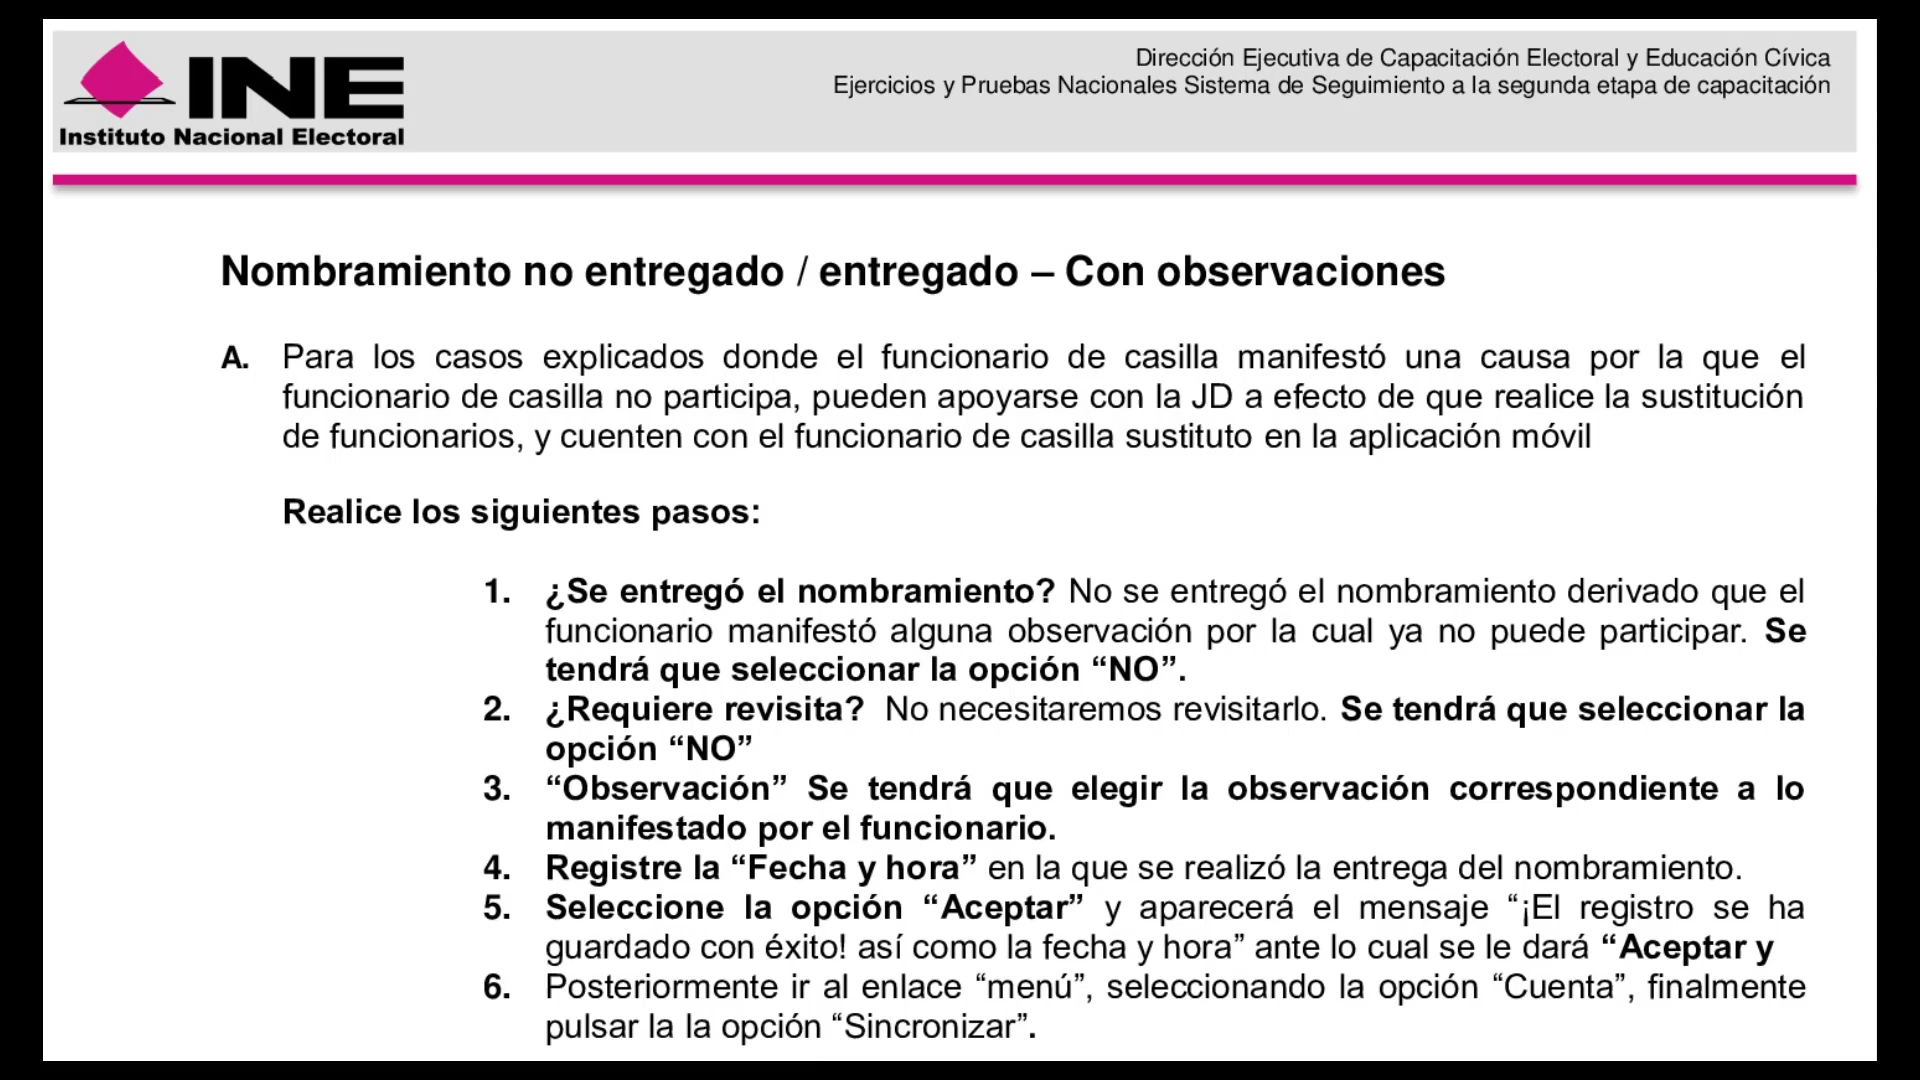 INE
Instituto Nacional Electoral
Dirección Ejecutiva de Capacitación Electoral y Educación Cívica
Ejercicios y Pruebas Nacionales Sistema de Seguimiento a la segunda etapa de capacitación
Nombramiento no entregado / entregado – Con observaciones
A. Para los casos explicados donde el funcionario de casilla manifestó una causa por la que el
funcionario de casilla no participa, pueden apoyarse con la JD a efecto de que realice la sustitución
de funcionarios, y cuenten con el funcionario de casilla sustituto en la aplicación móvil
Realice los siguientes pasos:
1. ¿Se entregó el nombramiento? No se entregó el nombramiento derivado que el
funcionario manifestó alguna observación por la cual ya no puede participar. Se
tendrá que seleccionar la opción “NO”.
2. ¿Requiere revisita? No necesitaremos revisitarlo. Se tendrá que seleccionar la
opción “NO”
3. “Observación” Se tendrá que elegir la observación correspondiente a lo
manifestado por el funcionario.
4. Registre la “Fecha y hora” en la que se realizó la entrega del nombramiento.
5. Seleccione la opción “Aceptar” y aparecerá el mensaje “¡El registro se ha
guardado con éxito! así como la fecha y hora” ante lo cual se le dará “Aceptar y
6. Posteriormente ir al enlace “menú”, seleccionando la opción “Cuenta”, finalmente
pulsar la la opción “Sincronizar”.